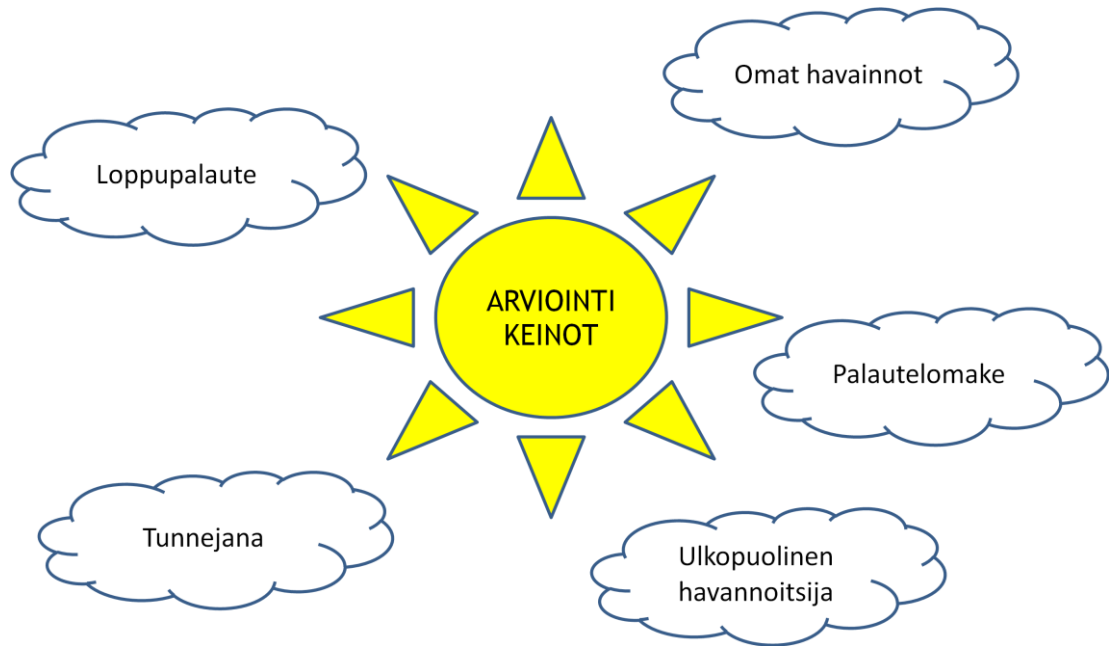 Omat havainnot
Loppupalaute
ARVIOINTI
KEINOT
Palautelomake
Tunnejana
Ulkopuolinen
havannoitsija